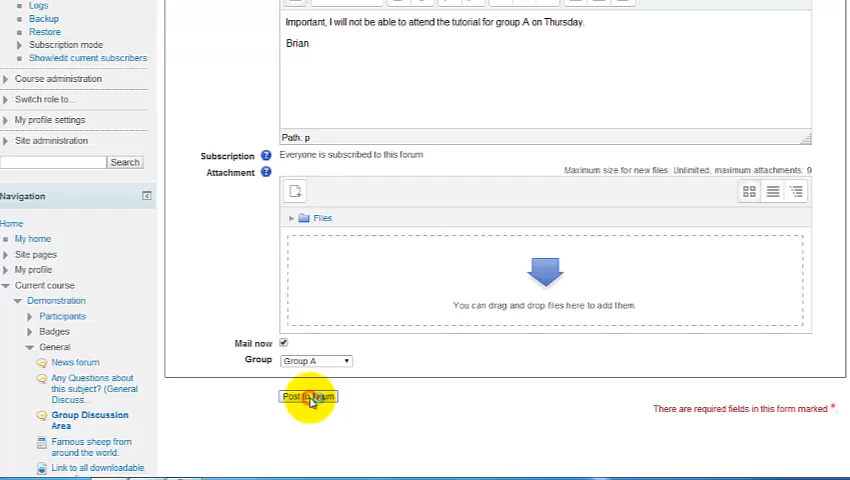 Logs
Backup
Restore
Subscription mode
Show/edit current subscribers
Course administration
Switch role to...
My profile settings
Site administration
Search
Navigation
Home
My home
Site pages
My profile
Current course
Demonstration
Participants
Badges
General
News forum
Any Questions about
this subject? (General
Discuss...
Group Discussion
Area
Famous sheep from
around the world.
Link to all downloadable
Important, I will not be able to attend the tutorial for group A on Thursday.
Brian
Path: p
Subscription
Everyone is subscribed to this forum
Attachment
Maximum size for new files: Unlimited, maximum attachments: 9
Files
You can drag and drop files here to add them.
Mail now
Group
Group A
Post to forum
There are required fields in this form marked *.